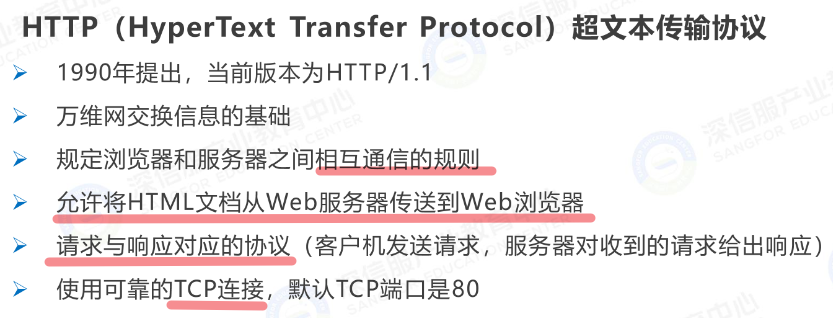 HTTP（HyperText Transfer Protocol）超文本传输协议
1990年提出，当前版本为HTTP/1.1
万维网交换信息的基础
规定浏览器和服务器之间相互通信的规则
允许将HTML文档从Web服务器传送到Web浏览器
请求与响应对应的协议（客户机发送请求，服务器对收到的请求给出响应）
使用可靠的TCP连接，默认TCP端口是80
深信服产业教育中心
SANGFOR EDUCATION CENTER